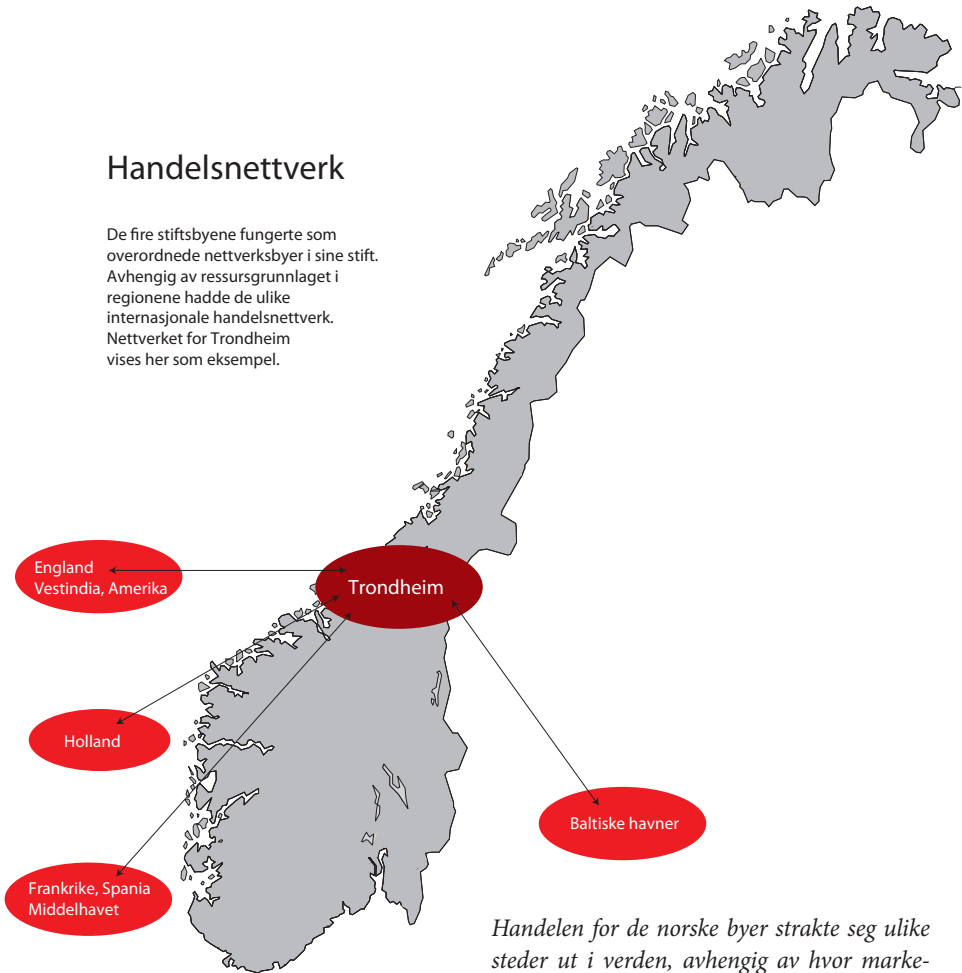 Handelsnettverk
De fire stiftsbyene fungerte som
overordnede nettverksbyer i sine stift.
Avhengig av ressursgrunnlaget i
regionene hadde de ulike
internasjonale handelsnettverk.
Nettverket for Trondheim
vises her som eksempel.
England
Vestindia, Amerika
Trondheim
Holland
Baltiske havner
Frankrike, Spania
Middelhavet
Handelen for de norske byer strakte seg ulike
steder ut i verden, avhengig av hvor marke-